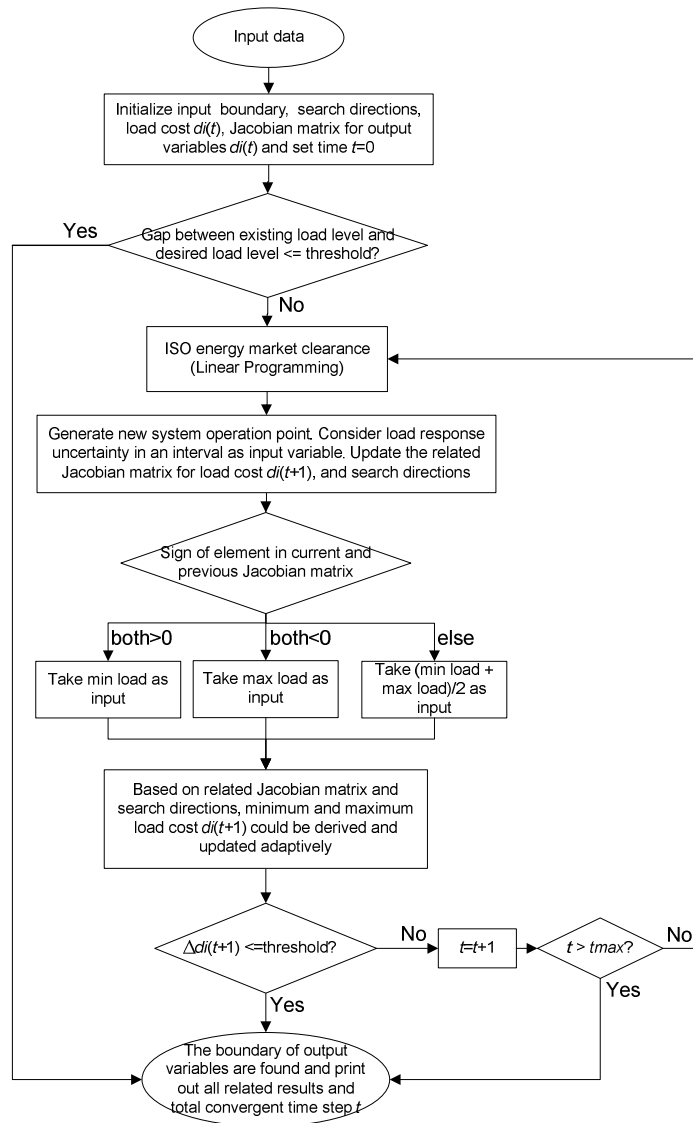 Input data
Initialize input boundary, search directions,
load cost di(t), Jacobian matrix for output
variables di(t) and set time t=0
Yes
Gap between existing load level and
desired load level <= threshold?
No
ISO energy market clearance
(Linear Programming)
Generate new system operation point. Consider load response
uncertainty in an interval as input variable. Update the related
Jacobian matrix for load cost di(t+1), and search directions
Sign of element in current and
previous Jacobian matrix
both>0
both<0
else
Take min load as
input
Take max load as
input
Take (min load +
max load)/2 as
input
Based on related Jacobian matrix and
search directions, minimum and maximum
load cost di(t+1) could be derived and
updated adaptively
Δdi(t+1) <=threshold?
No
t=t+1
t > tmax?
No
Yes
Yes
The boundary of output
variables are found and print
out all related results and
total convergent time step t